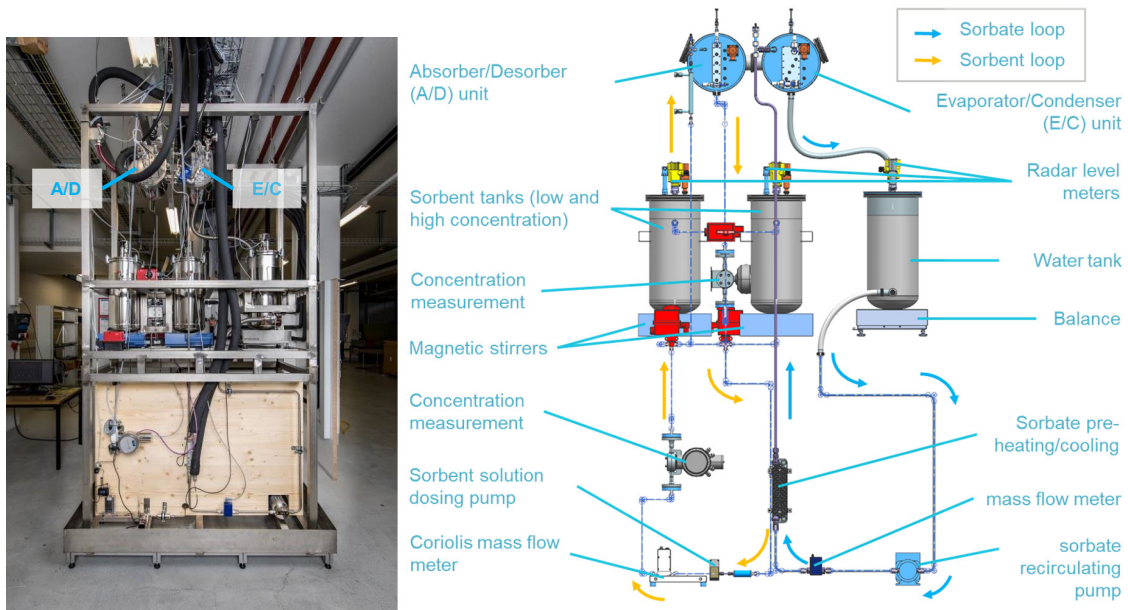 A/D
E/C
Absorber/Desorber
(A/D) unit
Sorbent tanks (low and
high concentration)
Concentration
measurement
Magnetic stirrers
Concentration
measurement
Sorbent solution
dosing pump
Coriolis mass flow
meter
Sorbate loop
Sorbent loop
Evaporator/Condenser
(E/C) unit
Radar level
meters
Water tank
Balance
Sorbate pre-
heating/cooling
mass flow meter
sorbate
recirculating
pump